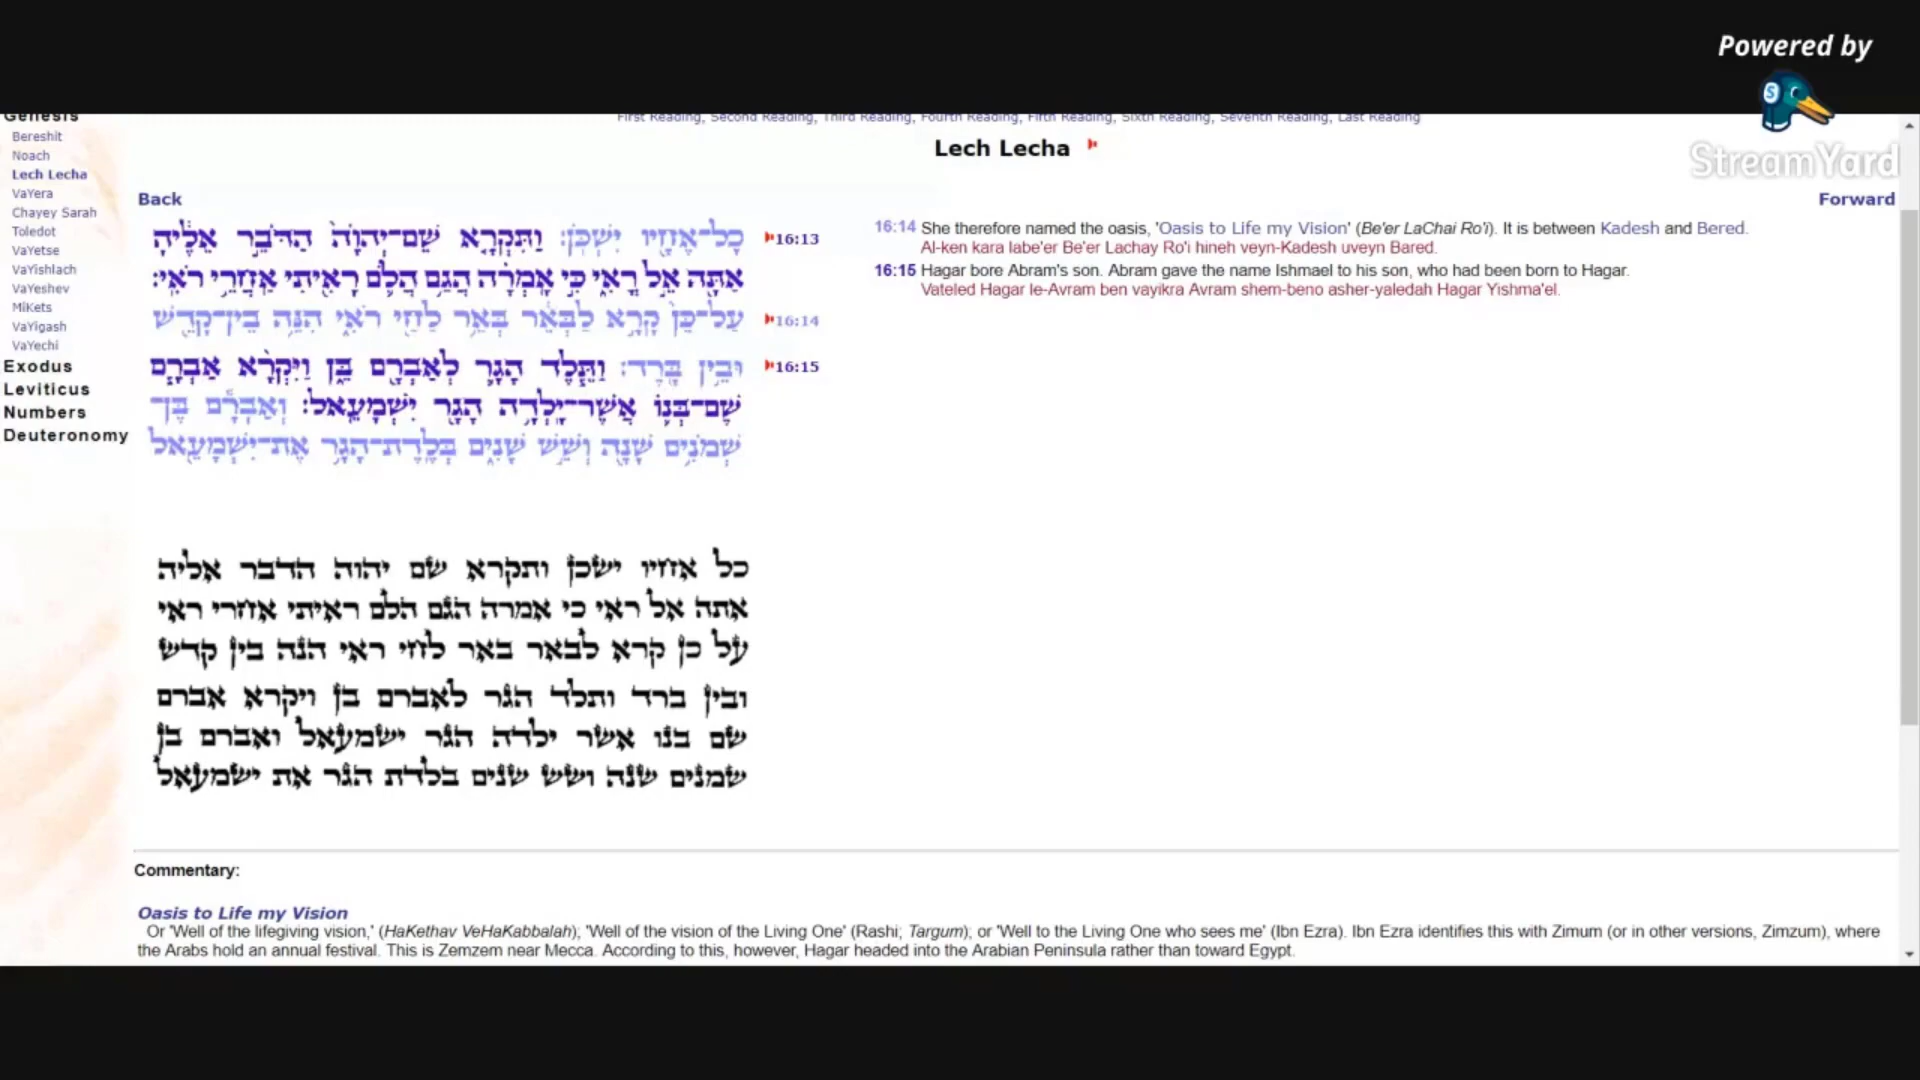 Powered by
StreamYard
Genesis
Bereshit
Noach
Lech Lecha
VaYera
Chayey Sarah
Toledot
VaYetse
VaYishlach
VaYeshev
MiKets
VaYigash
VaYechi
Exodus
Leviticus
Numbers
Deuteronomy
First Reading, Second Reading, Third Reading, Fourth Reading, Fifth Reading, Sixth Reading, Seventh Reading, Last Reading
Lech Lecha
Back
Forward
כָל־אֶחָיו יִשְׁכֹּן: וַתִּקְרָא שֵׁם־יְהוָה הַדֹּבֵר אֵלֶיהָ 16:13
אַתָּה אֵל רֳאִי כִּי אָמְרָה הֲגַם הֲלֹם רָאִיתִי אַחֲרֵי רֹאִי:
עַל־כֵּן קָרָא לַבְּאֵר בְּאֵר לַחַי רֹאִי הִנֵּה בֵין־קָדֵשׁ 16:14
וּבֵין בָּרֶד: וַתֵּלֶד הָגָר לְאַבְרָם בֵּן וַיִּקְרָא אַבְרָם 16:15
שֶׁם־בְּנוֹ אֲשֶׁר־יָלְדָה הָגָר יִשְׁמָעֵאל: וְאַבְרָם בֶּן־
שְׁמֹנִים שָׁנָה וְשֵׁשׁ שָׁנִים בְּלֶדֶת־הָגָר אֶת־יִשְׁמָעֵאל
כל אחיו ישכן ותקרא שם יהוה הדבר אליה
אתה אל ראי כי אמרה הגם הלם ראיתי אחרי ראי
על כן קרא לבאר באר לחי ראי הנה בין קדש
ובין ברד ותלד הגר לאברם בן ויקרא אברם
שם בנו אשר ילדה הגר ישמעאל ואברם בן
שמנים שנה ושש שנים בלדת הגר את ישמעאל
16:14 She therefore named the oasis, 'Oasis to Life my Vision' (Be'er LaChai Ro'i). It is between Kadesh and Bered.
Al-ken kara labe'er Be'er Lachay Ro'i hineh veyn-Kadesh uveyn Bared.
16:15 Hagar bore Abram's son. Abram gave the name Ishmael to his son, who had been born to Hagar.
Vateled Hagar le-Avram ben vayikra Avram shem-beno asher-yaledah Hagar Yishma'el.
Commentary:
Oasis to Life my Vision
Or 'Well of the lifegiving vision,' (HaKethav VeHaKabbalah); 'Well of the vision of the Living One' (Rashi; Targum); or 'Well to the Living One who sees me' (Ibn Ezra). Ibn Ezra identifies this with Zimum (or in other versions, Zimzum), where
the Arabs hold an annual festival. This is Zemzem near Mecca. According to this, however, Hagar headed into the Arabian Peninsula rather than toward Egypt.